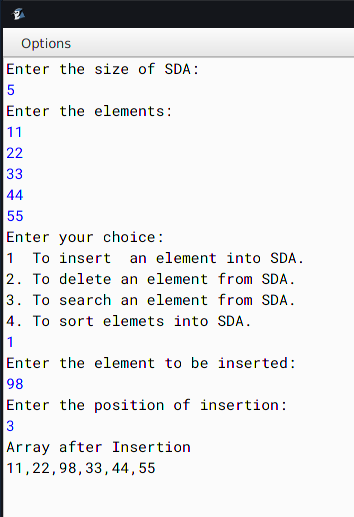 Options
Enter the size of SDA:
5
Enter the elements:
11
22
33
44
55
Enter your choice:
1  To insert  an element into SDA.
2. To delete an element from SDA.
3. To search an element from SDA.
4. To sort elemets into SDA.
1
Enter the element to be inserted:
98
Enter the position of insertion:
3
Array after Insertion
11,22,98,33,44,55